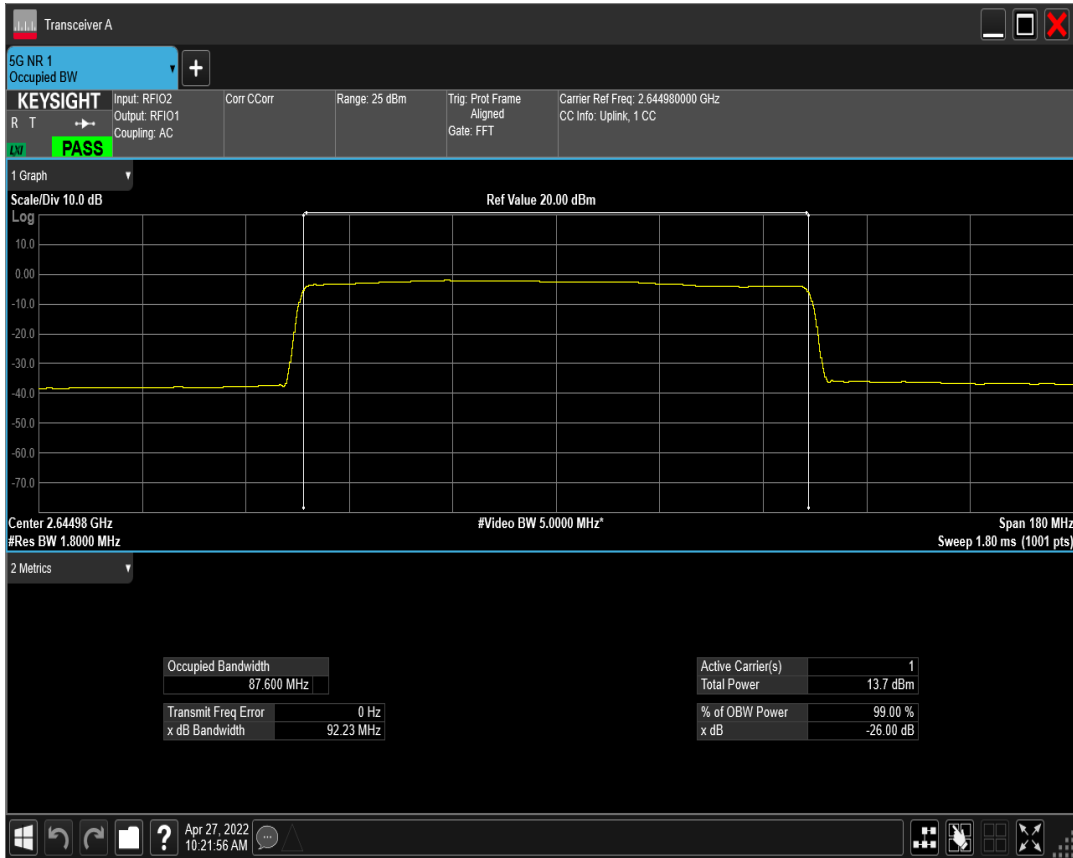 Transceiver A
5G NR 1
Occupied BW
KEYSIGHT
R T
LXI
PASS
Input: RFIO2
Output: RFIO1
Coupling: AC
Corr CCorr
Range: 25 dBm
Trig: Prot Frame
Aligned
Gate: FFT
Carrier Ref Freq: 2.644980000 GHz
CC Info: Uplink, 1 CC
1 Graph
Scale/Div 10.0 dB
Ref Value 20.00 dBm
Log
10.0
0.00
-10.0
-20.0
-30.0
-40.0
-50.0
-60.0
-70.0
Center 2.64498 GHz
#Video BW 5.0000 MHz*
Span 180 MHz
#Res BW 1.8000 MHz
Sweep 1.80 ms (1001 pts)
2 Metrics
Occupied Bandwidth
87.600 MHz
Transmit Freq Error 0 Hz
x dB Bandwidth 92.23 MHz
Active Carrier(s) 1
Total Power 13.7 dBm
% of OBW Power 99.00 %
x dB -26.00 dB
?
Apr 27, 2022
10:21:56 AM